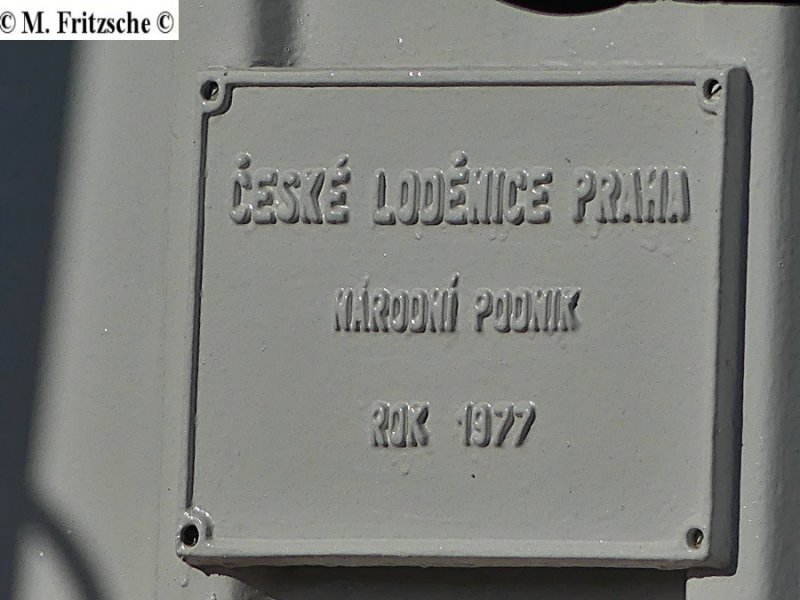 © M. Fritzsche ©
ČESKÉ LODĚNICE PRAHA
NÁRODNÍ PODNIK
ROK 1977